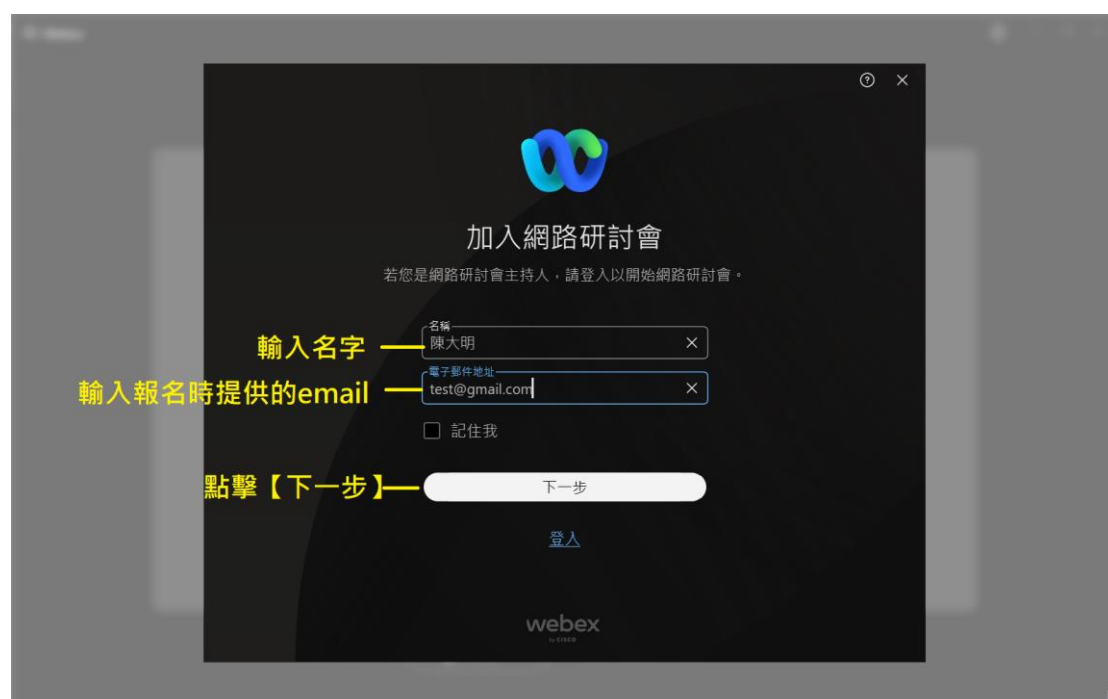 加入網路研討會
若您是網路研討會主持人，請登入以開始網路研討會。
輸入名字
名稱
陳大明
輸入報名時提供的email
電子郵件地址
test@gmail.com
記住我
點擊【下一步】
下一步
登入
webex
by CISCO